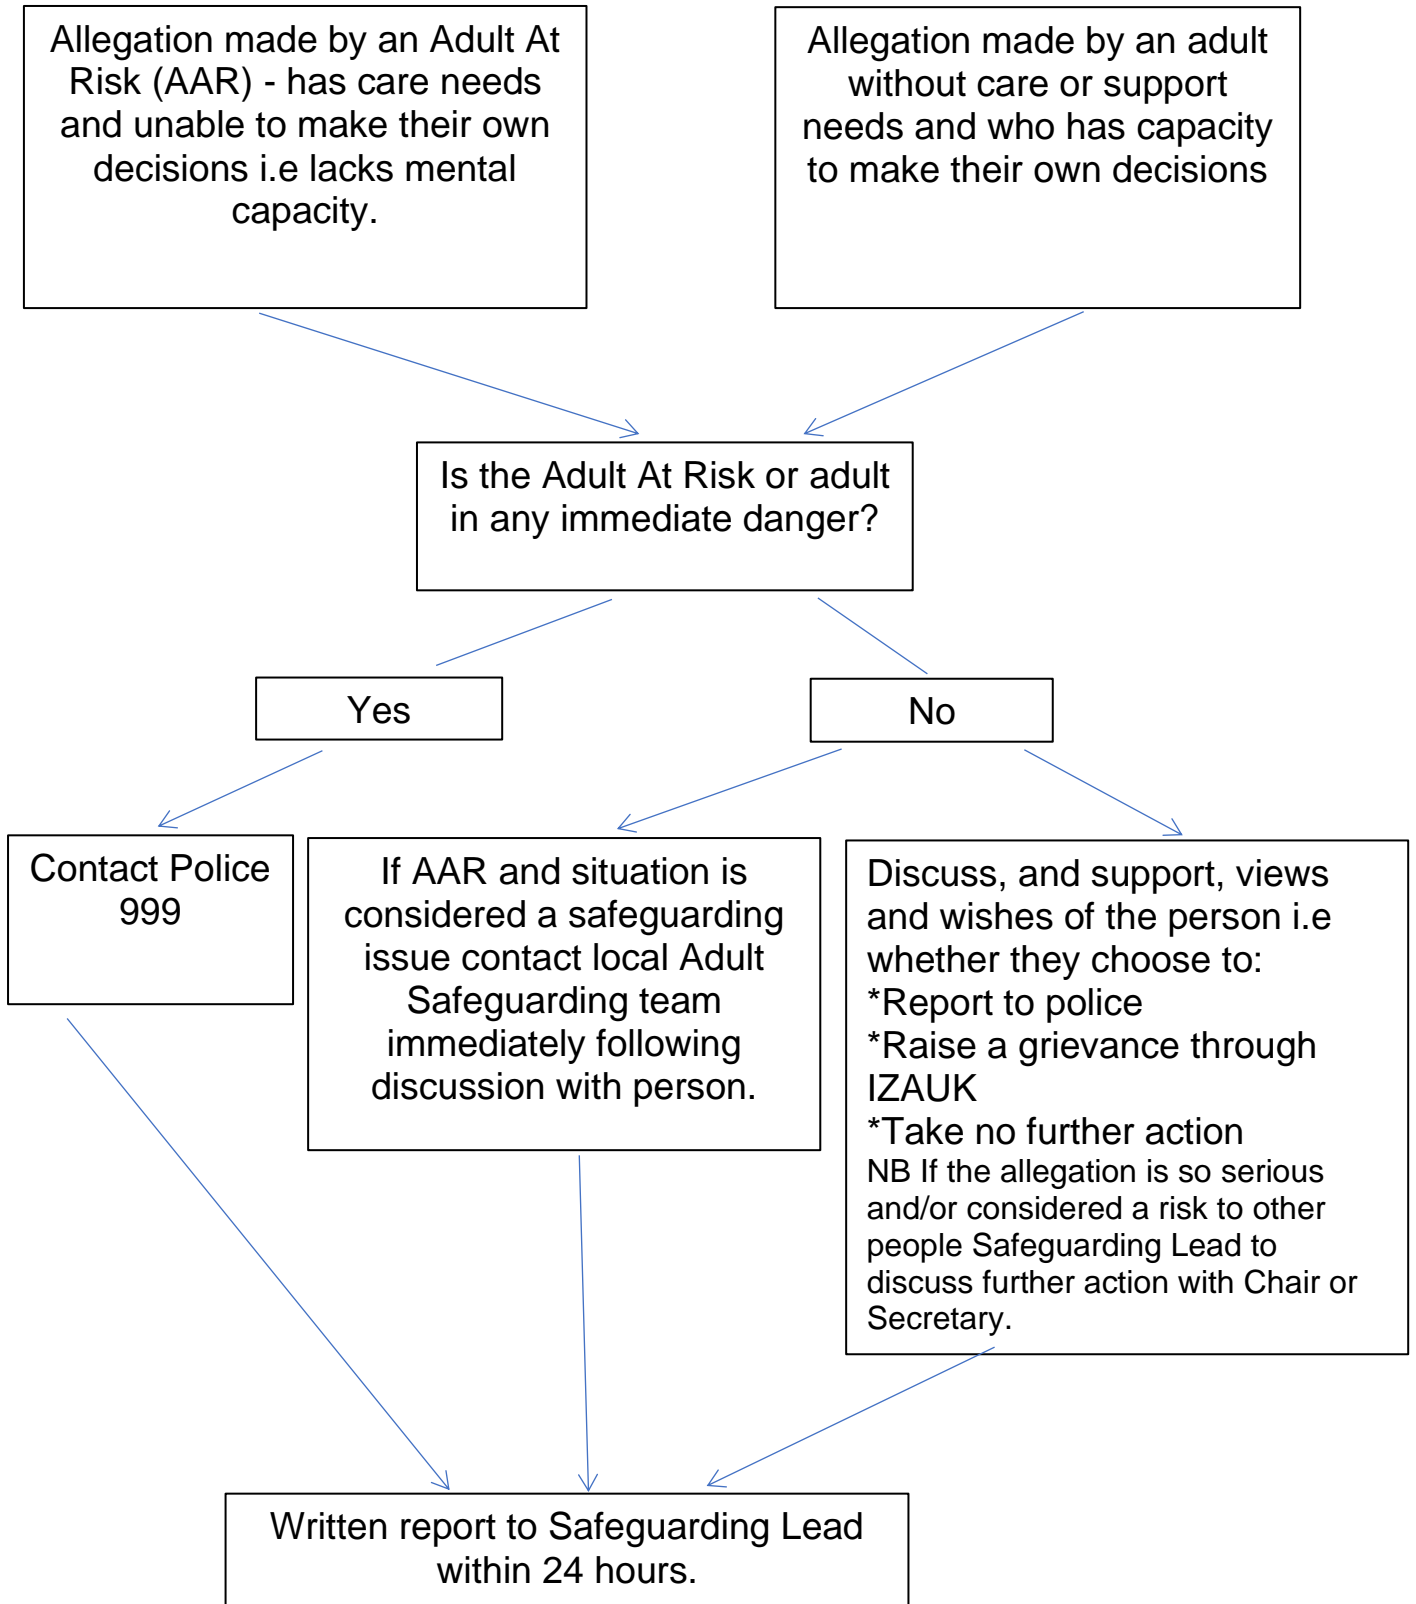 Allegation made by an Adult At
Risk (AAR) - has care needs
and unable to make their own
decisions i.e lacks mental
capacity.
Allegation made by an adult
without care or support
needs and who has capacity
to make their own decisions
Is the Adult At Risk or adult
in any immediate danger?
Yes
No
Contact Police
999
If AAR and situation is
considered a safeguarding
issue contact local Adult
Safeguarding team
immediately following
discussion with person.
Discuss, and support, views
and wishes of the person i.e
whether they choose to:
*Report to police
*Raise a grievance through
IZAUK
*Take no further action
NB If the allegation is so serious
and/or considered a risk to other
people Safeguarding Lead to
discuss further action with Chair or
Secretary.
Written report to Safeguarding Lead
within 24 hours.